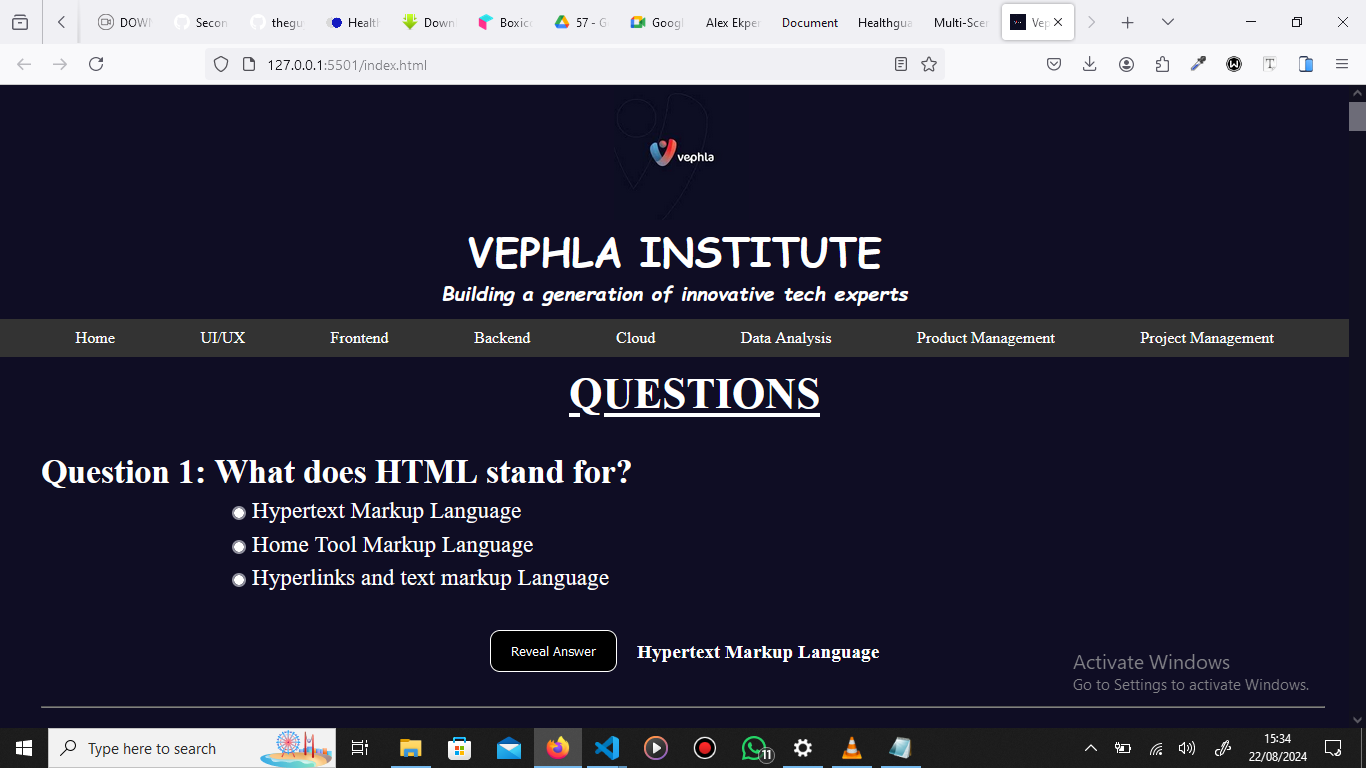 DOWN
Secon
thegu
Health
Downl
Boxico
57 - G
Googl
Alex Ekper
Document
Healthgua
Multi-Scre
Vep
127.0.0.1:5501/index.html
vephla
VEPHLA INSTITUTE
Building a generation of innovative tech experts
Home UI/UX Frontend Backend Cloud Data Analysis Product Management Project Management
QUESTIONS
Question 1: What does HTML stand for?
Hypertext Markup Language
Home Tool Markup Language
Hyperlinks and text markup Language
Reveal Answer Hypertext Markup Language
Activate Windows
Go to Settings to activate Windows.
Type here to search
11
15:34
22/08/2024